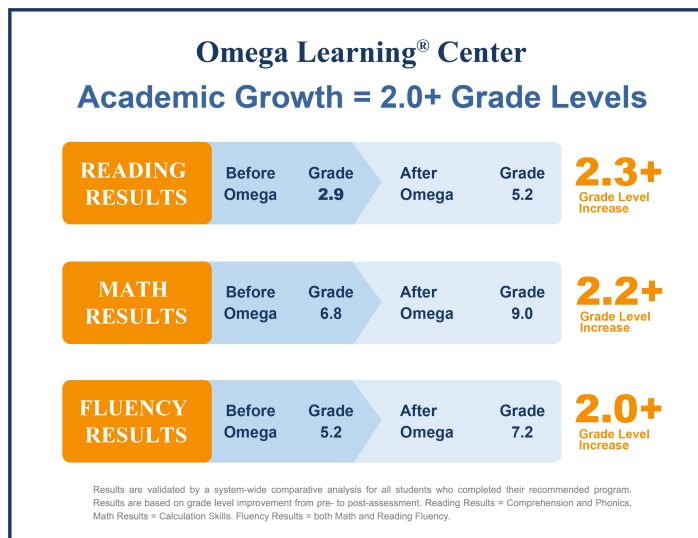 Omega Learning® Center
Academic Growth = 2.0+ Grade Levels
READING
RESULTS
Before
Omega
Grade
2.9
After
Omega
Grade
5.2
2.3+
Grade Level
Increase
MATH
RESULTS
Before
Omega
Grade
6.8
After
Omega
Grade
9.0
2.2+
Grade Level
Increase
FLUENCY
RESULTS
Before
Omega
Grade
5.2
After
Omega
Grade
7.2
2.0+
Grade Level
Increase
Results are validated by a system-wide comparative analysis for all students who completed their recommended program.
Results are based on grade level improvement from pre- to post-assessment. Reading Results = Comprehension and Phonics,
Math Results = Calculation Skills. Fluency Results = both Math and Reading Fluency.